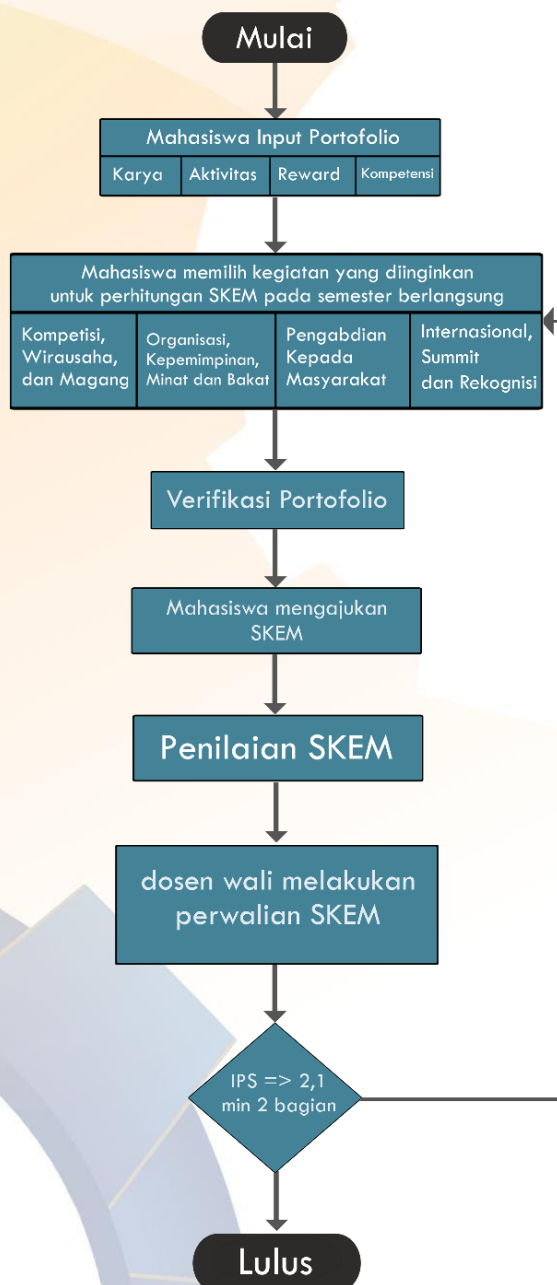 Mulai
Mahasiswa Input Portofolio
Karya
Aktivitas
Reward
Kompetensi
Mahasiswa memilih kegiatan yang diinginkan
untuk perhitungan SKEM pada semester berlangsung
Kompetisi,
Wirausaha,
dan Magang
Organisasi,
Kepemimpinan,
Minat dan Bakat
Pengabdian
Kepada
Masyarakat
Internasional,
Summit
dan Rekognisi
Verifikasi Portofolio
Mahasiswa mengajukan
SKEM
Penilaian SKEM
dosen wali melakukan
perwalian SKEM
IPS => 2,1
min 2 bagian
Lulus